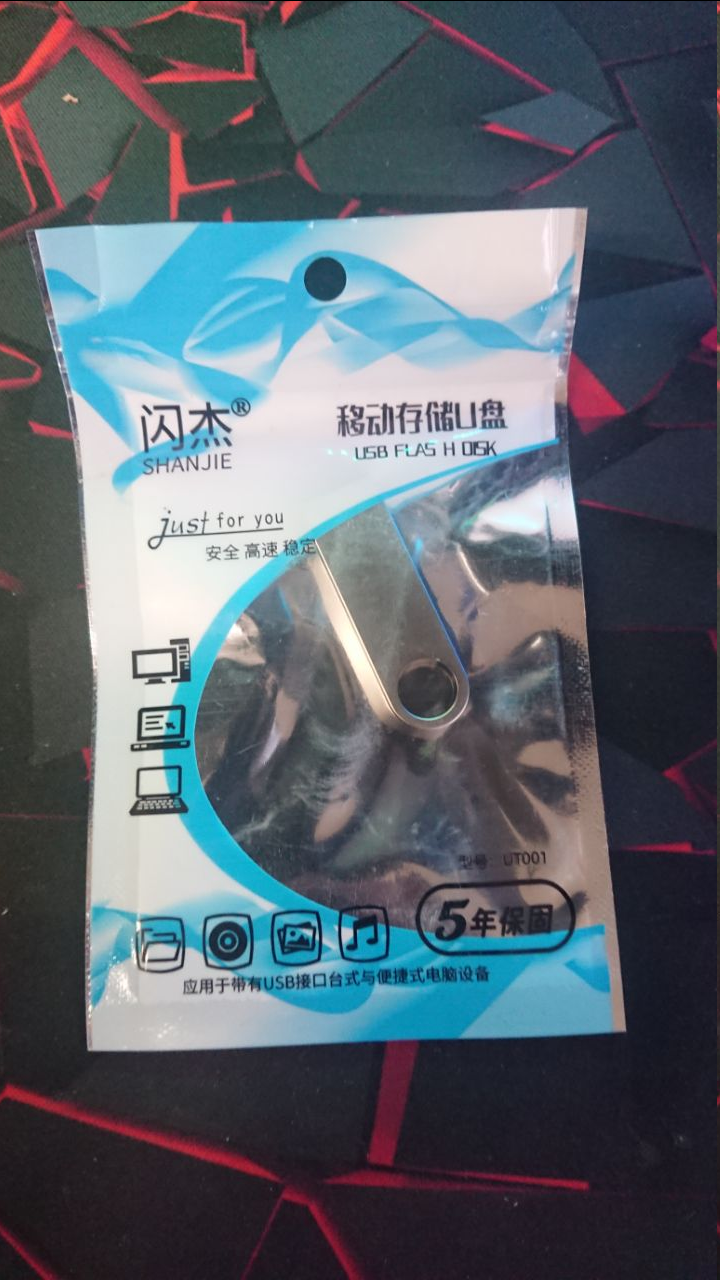 闪杰®
SHANJIE
移动存储U盘
USB FLAS H DISK
just for you
安全 高速 稳定
型号: UT001
5年保固
应用于带有USB接口台式与便捷式电脑设备